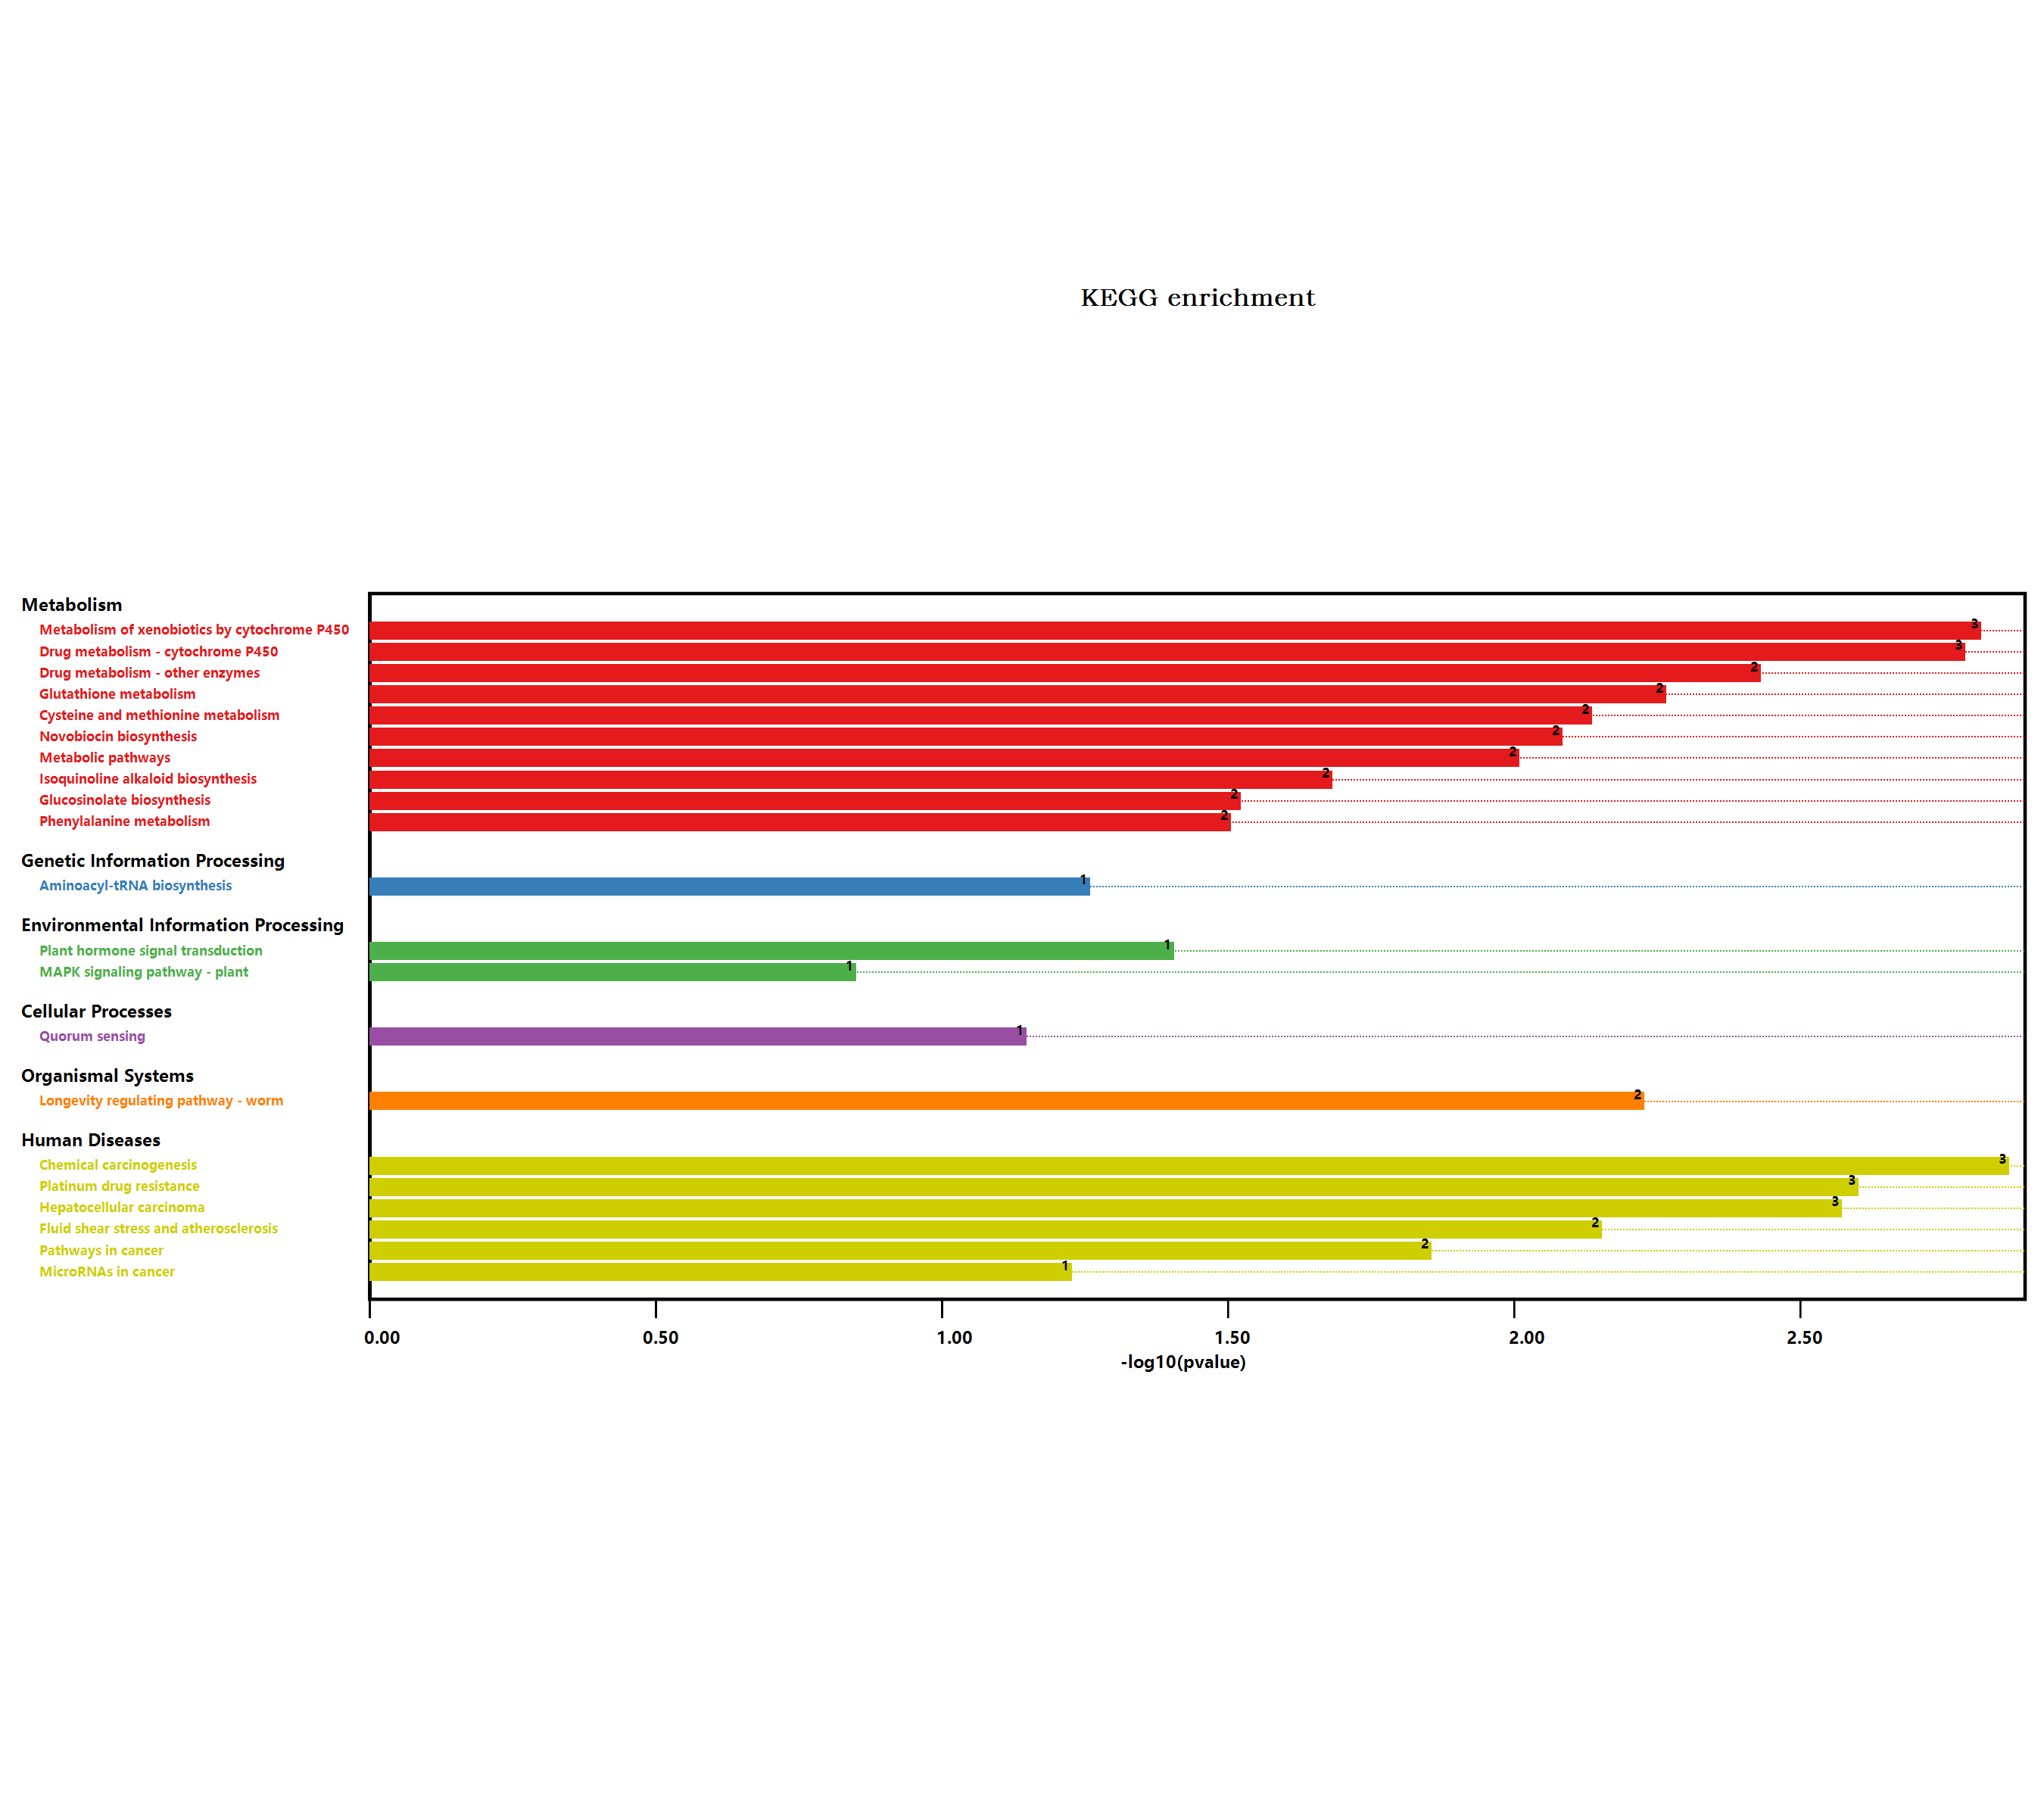 KEGG enrichment
Metabolism
Metabolism of xenobiotics by cytochrome P450 3
Drug metabolism - cytochrome P450 3
Drug metabolism - other enzymes 2
Glutathione metabolism 2
Cysteine and methionine metabolism 2
Novobiocin biosynthesis 2
Metabolic pathways 2
Isoquinoline alkaloid biosynthesis 2
Glucosinolate biosynthesis 2
Phenylalanine metabolism 2
Genetic Information Processing
Aminoacyl-tRNA biosynthesis 1
Environmental Information Processing
Plant hormone signal transduction 1
MAPK signaling pathway - plant 1
Cellular Processes
Quorum sensing 1
Organismal Systems
Longevity regulating pathway - worm 2
Human Diseases
Chemical carcinogenesis 3
Platinum drug resistance 3
Hepatocellular carcinoma 3
Fluid shear stress and atherosclerosis 2
Pathways in cancer 2
MicroRNAs in cancer 1
0.00 0.50 1.00 1.50 2.00 2.50
-log10(pvalue)